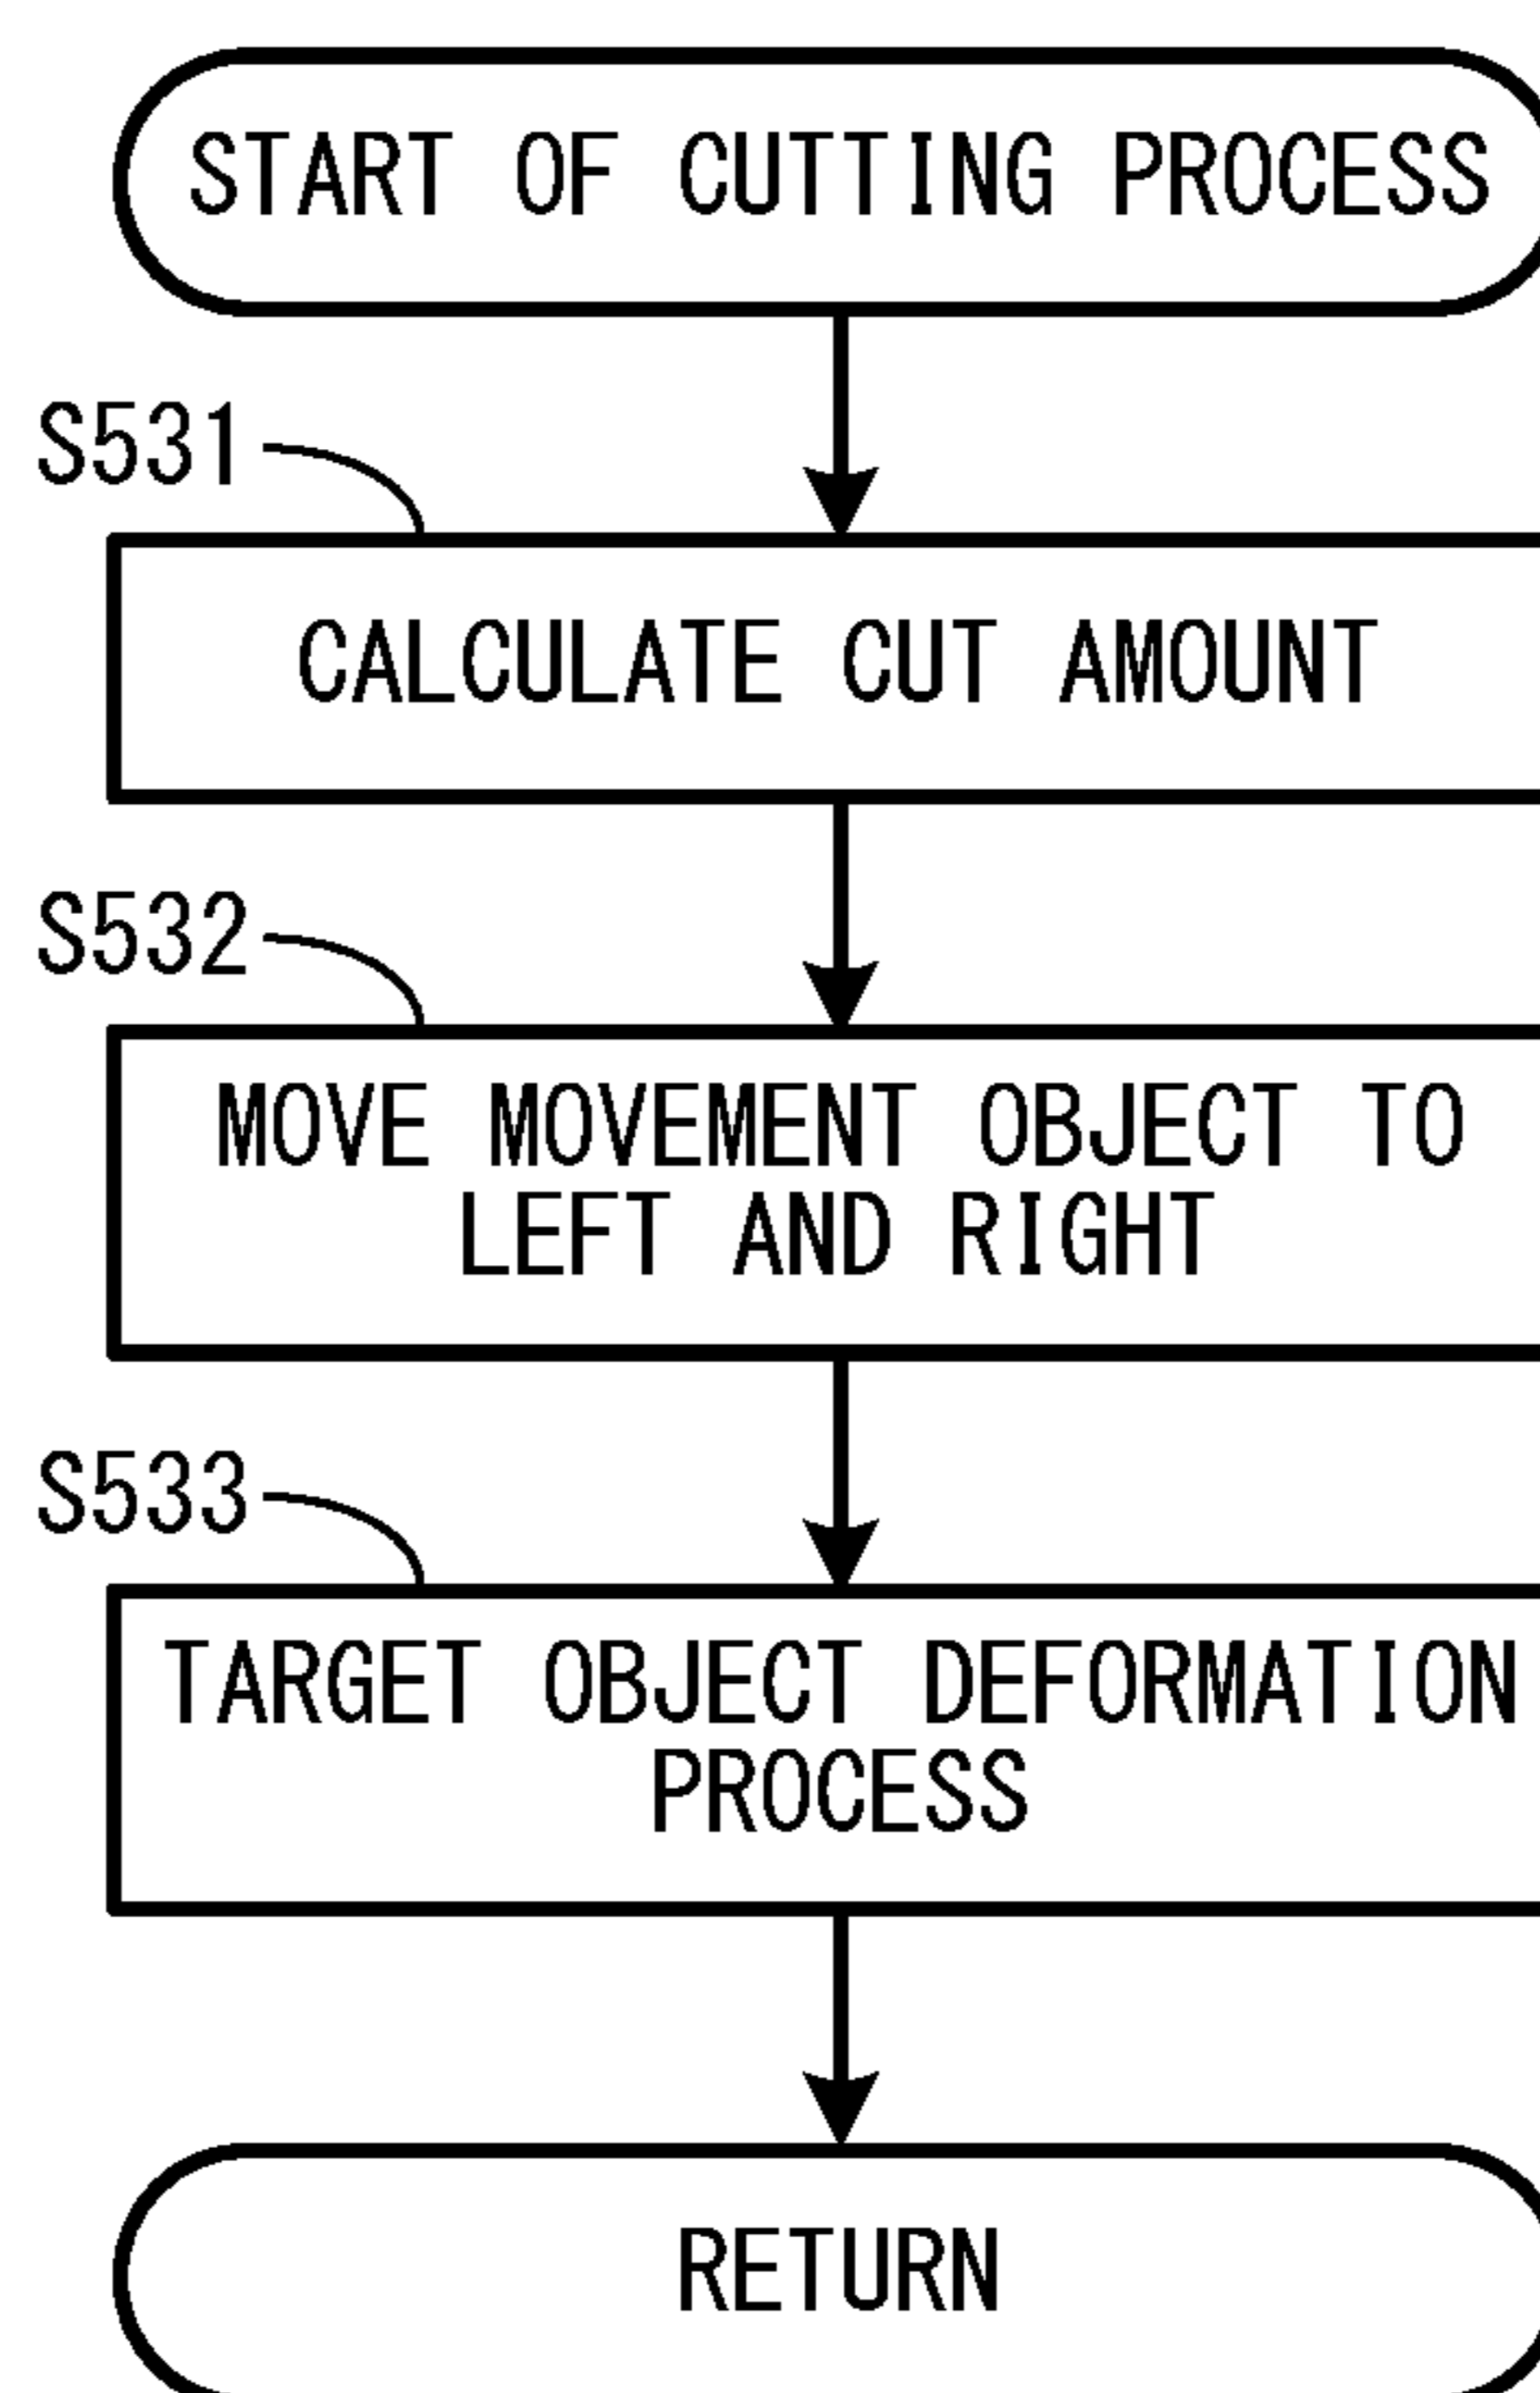 START OF CUTTING PROCESS
S531
CALCULATE CUT AMOUNT
S532
MOVE MOVEMENT OBJECT TO
LEFT AND RIGHT
S533
TARGET OBJECT DEFORMATION
PROCESS
RETURN